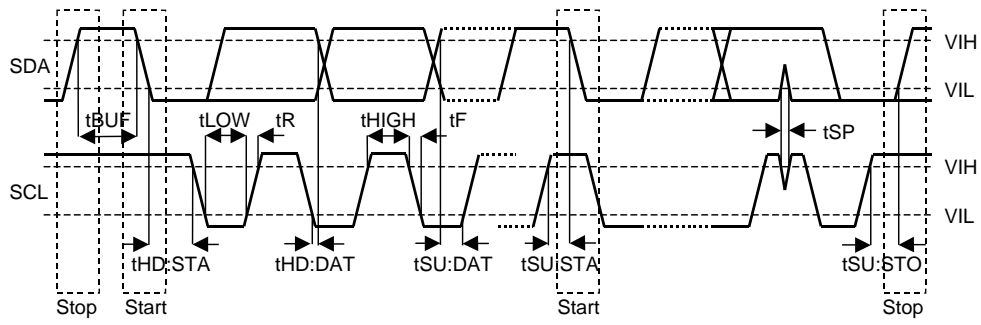 VIH
SDA
VIL
tBUF tLOW tR tHIGH tF
tSP
VIH
SCL
VIL
tHD:STA tHD:DAT tSU:DAT tSU:STA tSU:STO
Stop Start Start Stop